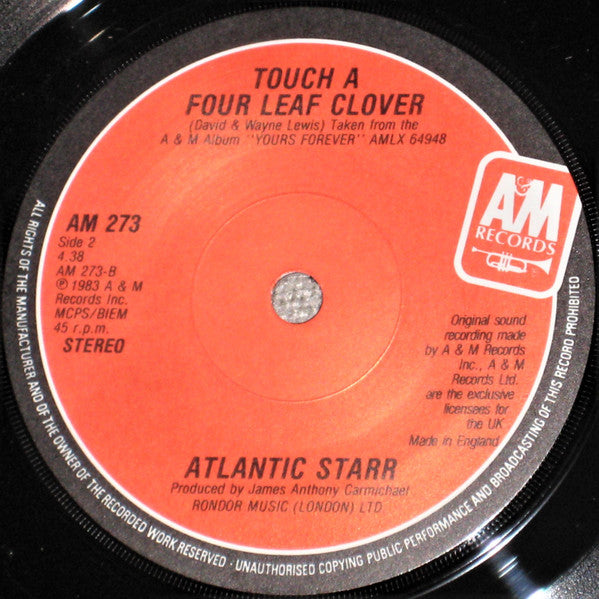 TOUCH A
FOUR LEAF CLOVER
(David & Wayne Lewis) Taken from the
A & M Album "YOURS FOREVER" AMLX 64948
A&M
RECORDS
AM 273
Side 2
4.38
AM 273-B
℗ 1983 A & M
Records Inc.
MCPS/BIEM
45 r.p.m.
STEREO
Original sound
recording made
by A & M Records
Inc., A & M
Records Ltd.
are the exclusive
licensees for
the UK
Made in England
ATLANTIC STARR
Produced by James Anthony Carmichael
RONDOR MUSIC (LONDON) LTD.
ALL RIGHTS OF THE MANUFACTURER AND OF THE OWNER OF THE RECORDED WORK RESERVED · UNAUTHORISED COPYING PUBLIC PERFORMANCE AND BROADCASTING OF THIS RECORD PROHIBITED